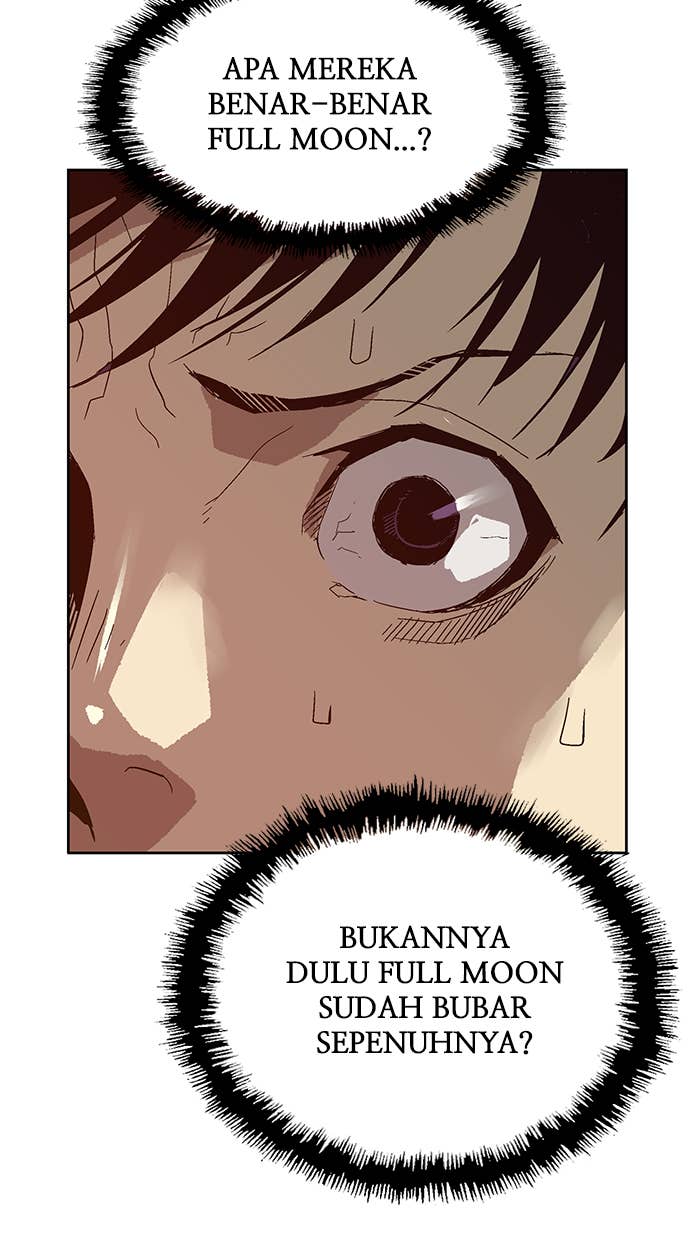 APA MEREKA
BENAR-BENAR
FULL MOON...?
BUKANNYA
DULU FULL MOON
SUDAH BUBAR
SEPENUHNYA?